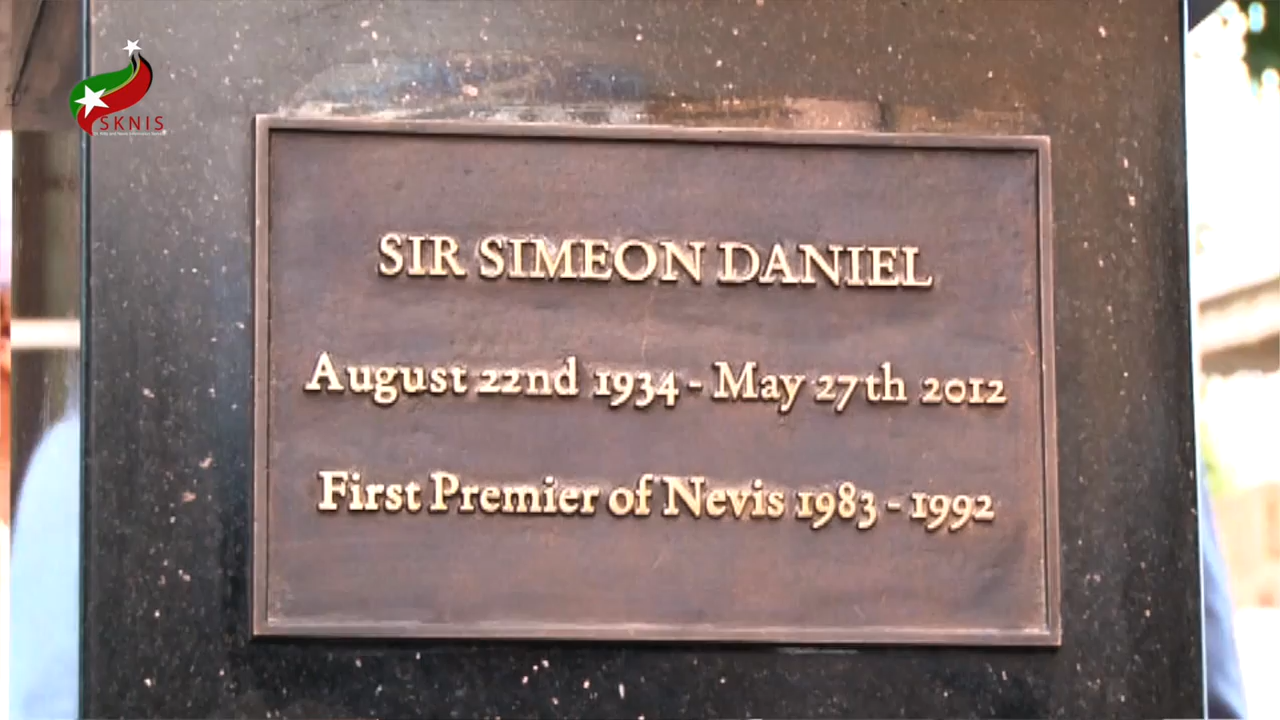 SKNIS
SIR SIMEON DANIEL
August 22nd 1934 - May 27th 2012
First Premier of Nevis 1983 - 1992